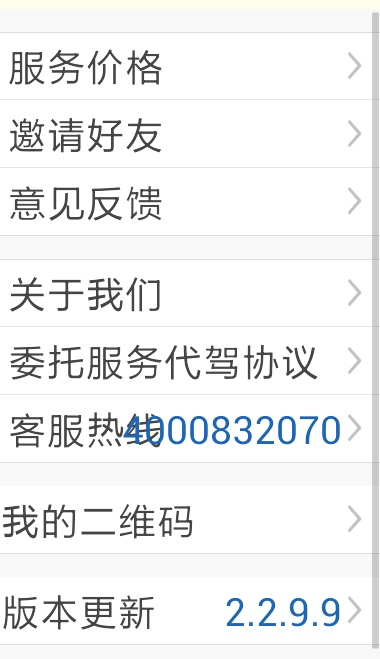 服务价格
邀请好友
意见反馈
关于我们
委托服务代驾协议
客服热线 4000832070
我的二维码
版本更新 2.2.9.9